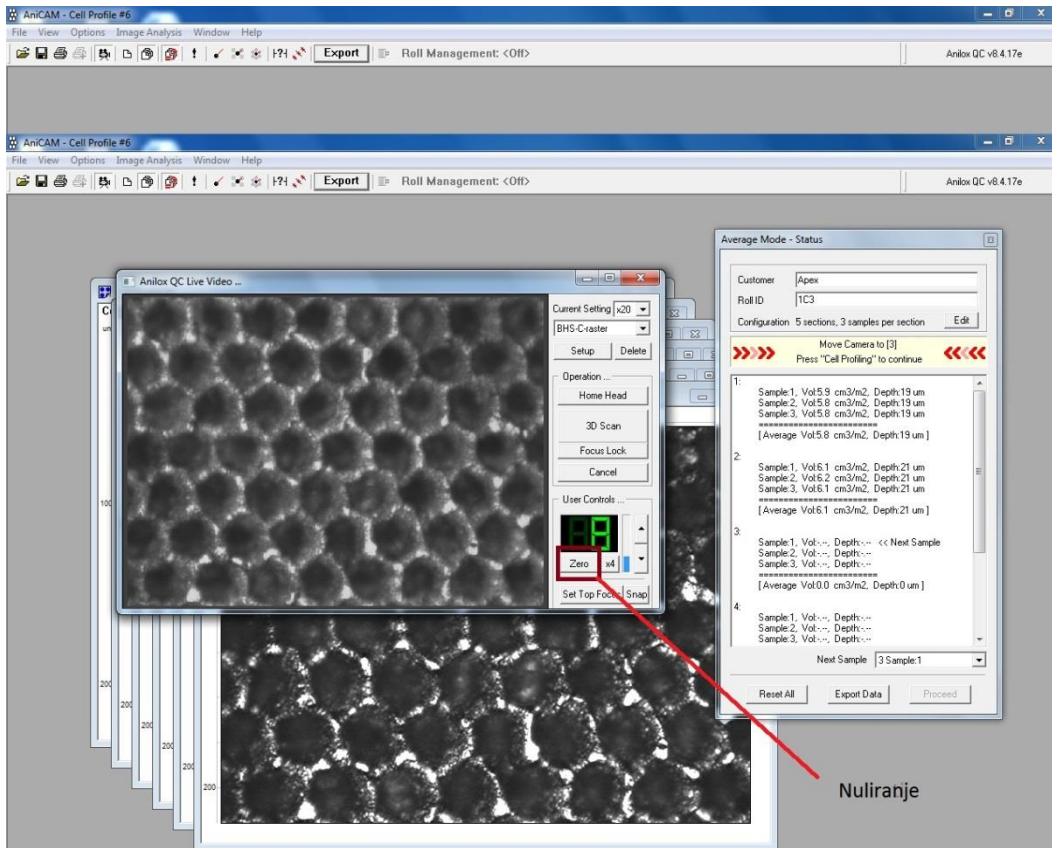 AniCAM - Cell Profile #6
File View Options Image Analysis Window Help
Export Roll Management: <Off> Anilox QC v8.4.17e
AniCAM - Cell Profile #6
File View Options Image Analysis Window Help
Export Roll Management: <Off> Anilox QC v8.4.17e
Anilox QC Live Video ...
Current Setting x20
BHS-C-raster
Setup Delete
Operation ...
Home Head
3D Scan
Focus Lock
Cancel
User Controls ...
Zero x4
Set Top Focus Snap
100
200
200
200
200
200
200
Average Mode - Status
Customer Apex
Roll ID 1C3
Configuration 5 sections, 3 samples per section Edit
Move Camera to [3]
Press "Cell Profiling" to continue
1:
Sample:1, Vol:5.9 cm3/m2, Depth:19 um
Sample:2, Vol:5.8 cm3/m2, Depth:19 um
Sample:3, Vol:5.8 cm3/m2, Depth:19 um
========================
[ Average Vol:5.8 cm3/m2, Depth:19 um ]
2:
Sample:1, Vol:6.1 cm3/m2, Depth:21 um
Sample:2, Vol:6.2 cm3/m2, Depth:21 um
Sample:3, Vol:6.1 cm3/m2, Depth:21 um
========================
[ Average Vol:6.1 cm3/m2, Depth:21 um ]
3:
Sample:1, Vol:-.--, Depth:-.-- << Next Sample
Sample:2, Vol:-.--, Depth:-.--
Sample:3, Vol:-.--, Depth:-.--
========================
[ Average Vol:0.0 cm3/m2, Depth:0 um ]
4:
Sample:1, Vol:-.--, Depth:-.--
Sample:2, Vol:-.--, Depth:-.--
Sample:3, Vol:-.--, Depth:-.--
Next Sample 3 Sample:1
Reset All Export Data Proceed
Nuliranje